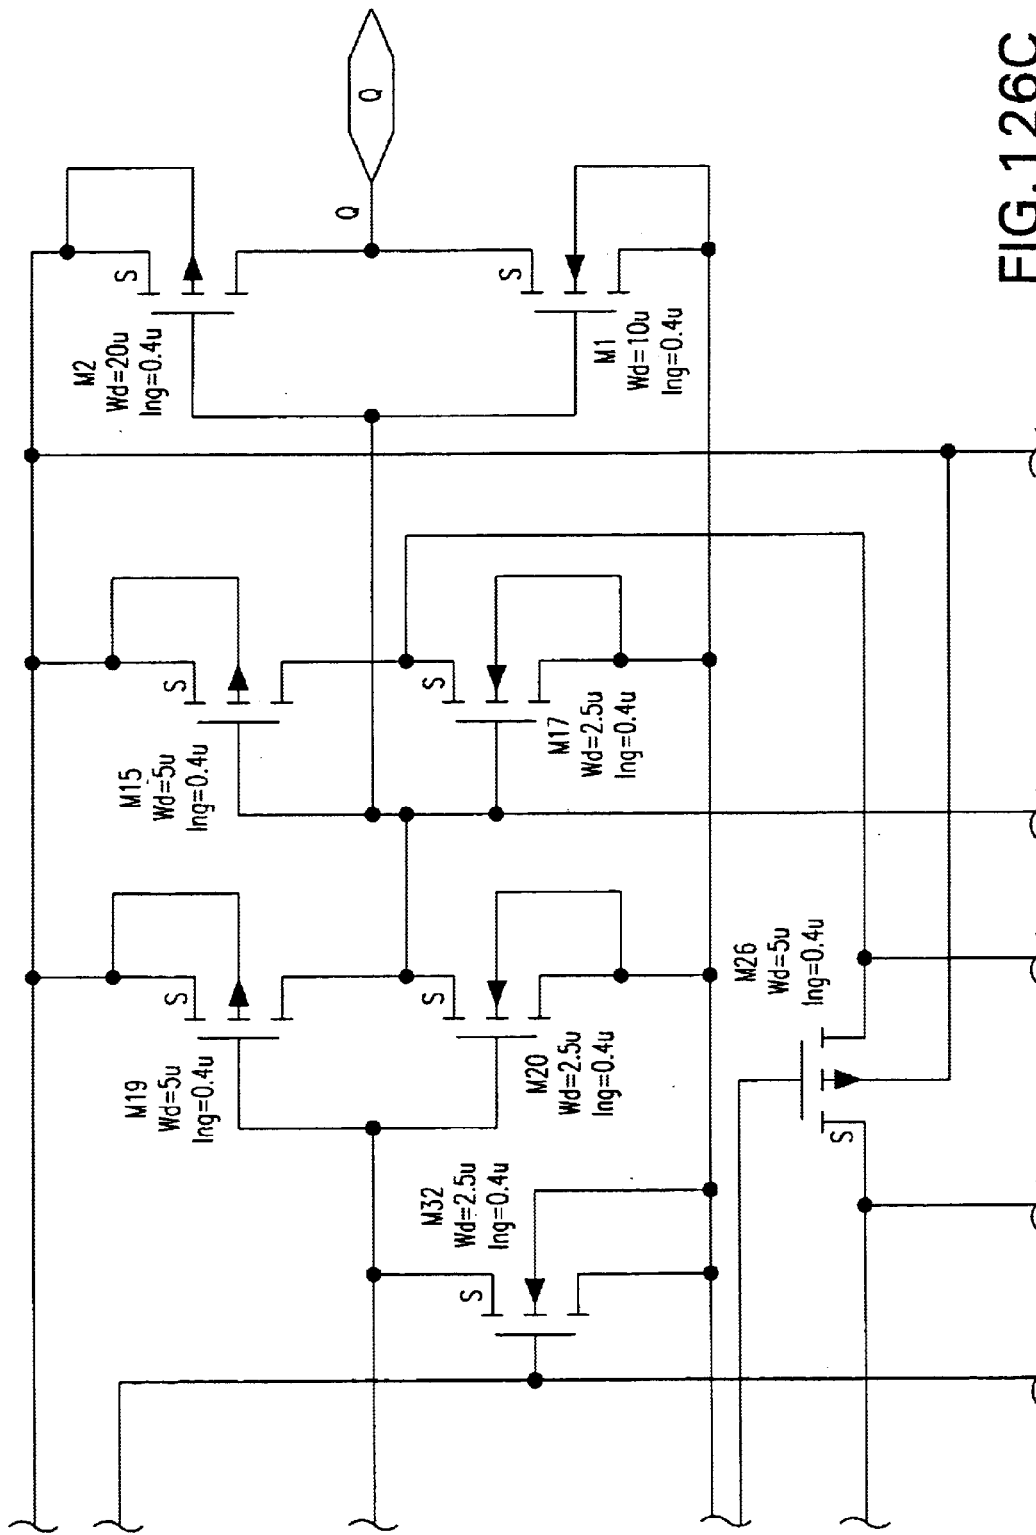 M2
Wd=20u
lng=0.4u
S
Q
Q
S
M1
Wd=10u
lng=0.4u
M15
Wd=5u
lng=0.4u
S
S
M17
Wd=2.5u
lng=0.4u
M19
Wd=5u
lng=0.4u
S
S
M20
Wd=2.5u
lng=0.4u
M26
Wd=5u
lng=0.4u
S
M32
Wd=2.5u
lng=0.4u
S
FIG.126C